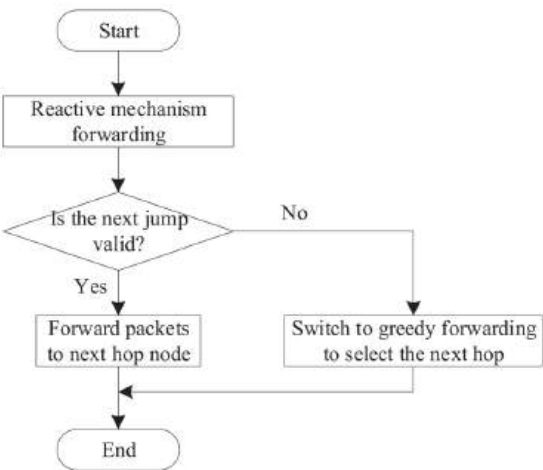 Start
Reactive mechanism
forwarding
Is the next jump
valid?
No
Yes
Forward packets
to next hop node
Switch to greedy forwarding
to select the next hop
End